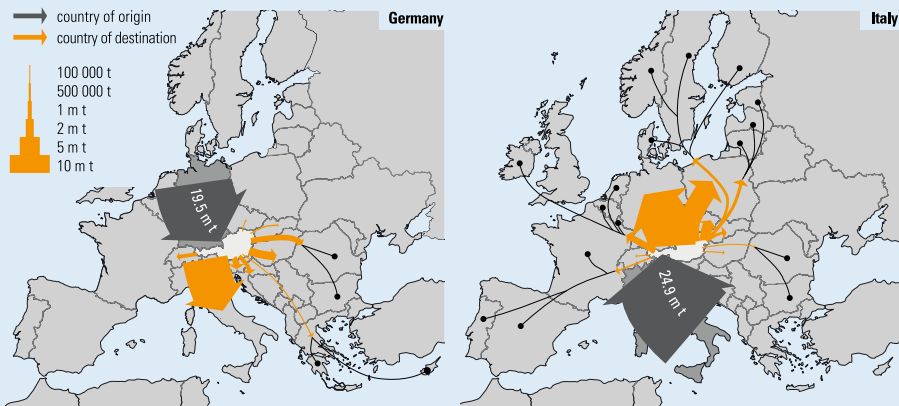 country of origin
country of destination
100 000 t
500 000 t
1 m t
2 m t
5 m t
10 m t
Germany
19.5 m t
Italy
24.9 m t